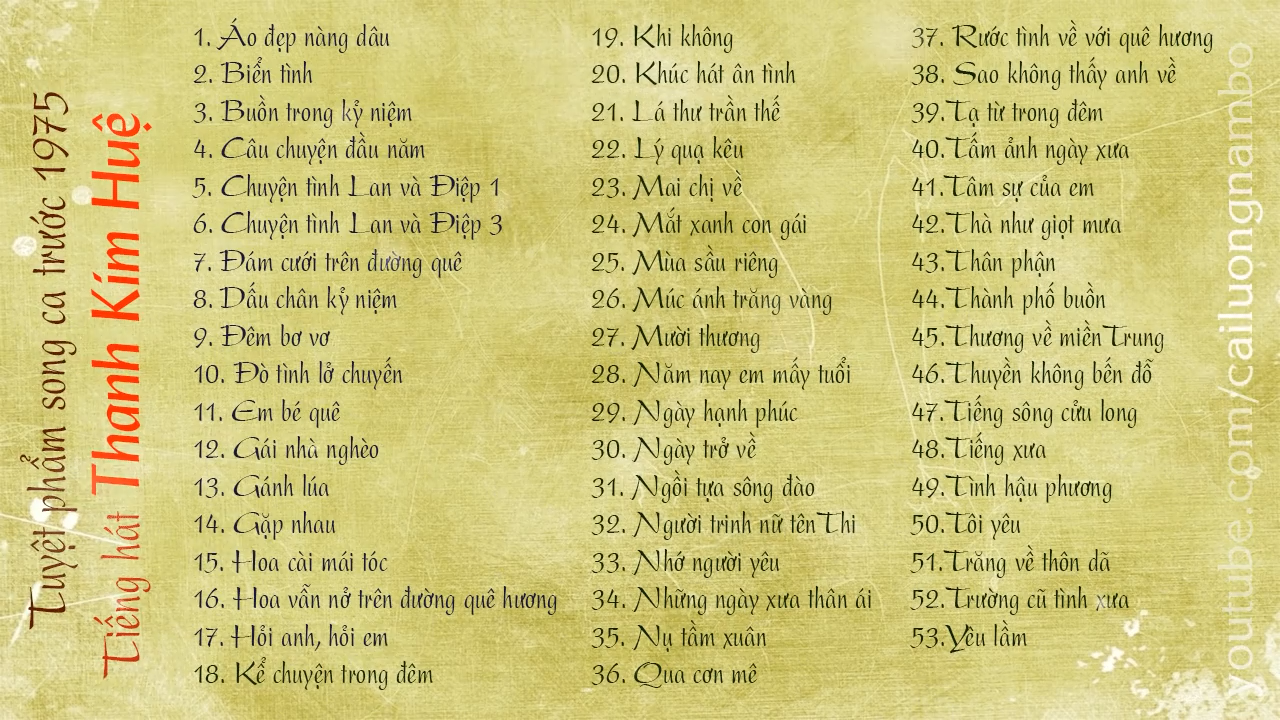 Tuyệt phẩm song ca trước 1975
Tiếng hát Thanh Kim Huệ
1. Áo đẹp nàng dâu
2. Biển tình
3. Buồn trong kỷ niệm
4. Câu chuyện đầu năm
5. Chuyện tình Lan và Điệp 1
6. Chuyện tình Lan và Điệp 3
7. Đám cưới trên đường quê
8. Dấu chân kỷ niệm
9. Đêm bơ vơ
10. Đò tình lở chuyến
11. Em bé quê
12. Gái nhà nghèo
13. Gánh lúa
14. Gặp nhau
15. Hoa cài mái tóc
16. Hoa vẫn nở trên đường quê hương
17. Hỏi anh, hỏi em
18. Kể chuyện trong đêm
19. Khi không
20. Khúc hát ân tình
21. Lá thư trần thế
22. Lý quạ kêu
23. Mai chị về
24. Mắt xanh con gái
25. Mùa sầu riêng
26. Múc ánh trăng vàng
27. Mười thương
28. Năm nay em mấy tuổi
29. Ngày hạnh phúc
30. Ngày trở về
31. Ngồi tựa sông đào
32. Người trinh nữ tên Thi
33. Nhớ người yêu
34. Những ngày xưa thân ái
35. Nụ tầm xuân
36. Qua cơn mê
37. Rước tình về với quê hương
38. Sao không thấy anh về
39. Tạ từ trong đêm
40. Tấm ảnh ngày xưa
41. Tâm sự của em
42. Thà như giọt mưa
43. Thân phận
44. Thành phố buồn
45. Thương về miền Trung
46. Thuyền không bến đỗ
47. Tiếng sông cửu long
48. Tiếng xưa
49. Tình hậu phương
50. Tôi yêu
51. Trăng về thôn dã
52. Trường cũ tình xưa
53. Yêu lầm
youtube.com/cailuongnambo